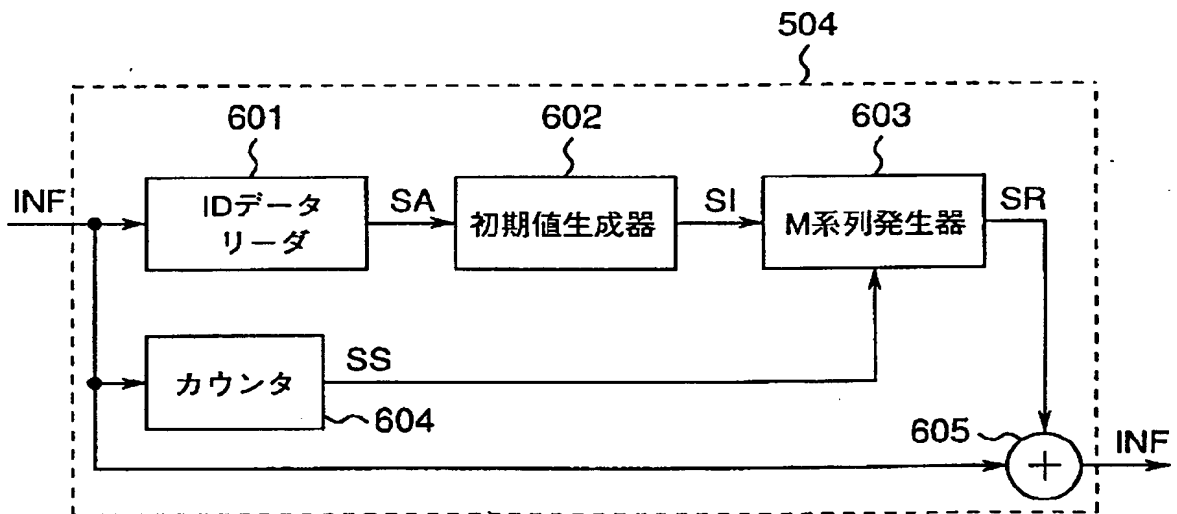 504
601
602
603
INF
IDデータ
リーダ
SA
初期値生成器
SI
M系列発生器
SR
カウンタ
SS
604
605
+
INF